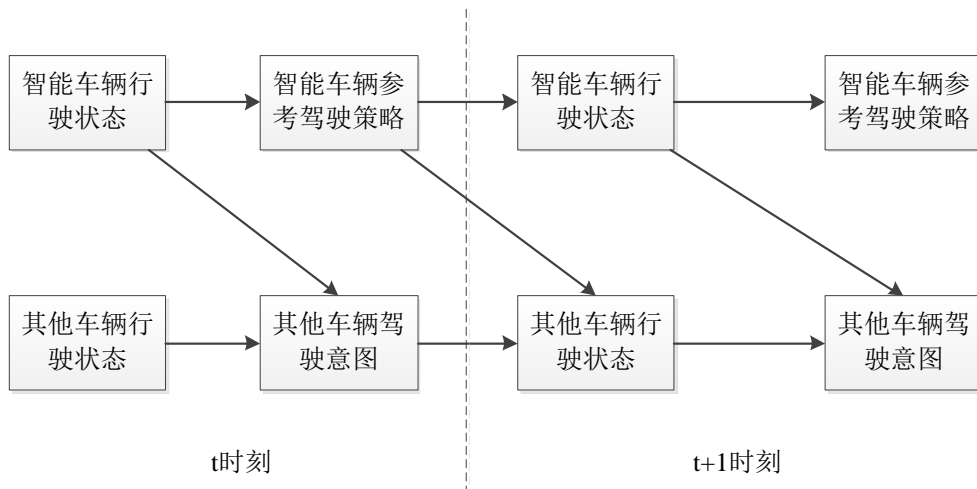 智能车辆行
驶状态
智能车辆参
考驾驶策略
智能车辆行
驶状态
智能车辆参
考驾驶策略
其他车辆行
驶状态
其他车辆驾
驶意图
其他车辆行
驶状态
其他车辆驾
驶意图
t时刻
t+1时刻